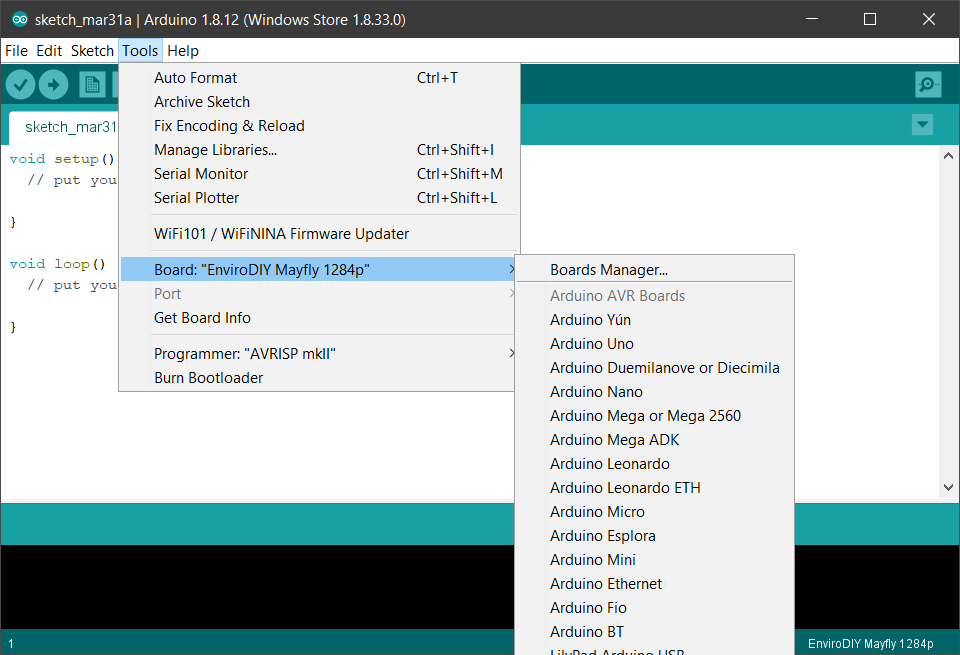 sketch_mar31a | Arduino 1.8.12 (Windows Store 1.8.33.0)
File Edit Sketch Tools Help
sketch_mar31
void setup()
// put you
}
void loop()
// put you
}
Auto Format Ctrl+T
Archive Sketch
Fix Encoding & Reload
Manage Libraries... Ctrl+Shift+I
Serial Monitor Ctrl+Shift+M
Serial Plotter Ctrl+Shift+L
WiFi101 / WiFiNINA Firmware Updater
Board: "EnviroDIY Mayfly 1284p"
Port
Get Board Info
Programmer: "AVRISP mkII"
Burn Bootloader
Boards Manager...
Arduino AVR Boards
Arduino Yún
Arduino Uno
Arduino Duemilanove or Diecimila
Arduino Nano
Arduino Mega or Mega 2560
Arduino Mega ADK
Arduino Leonardo
Arduino Leonardo ETH
Arduino Micro
Arduino Esplora
Arduino Mini
Arduino Ethernet
Arduino Fio
Arduino BT
LilyPad Arduino USB
1 EnviroDIY Mayfly 1284p